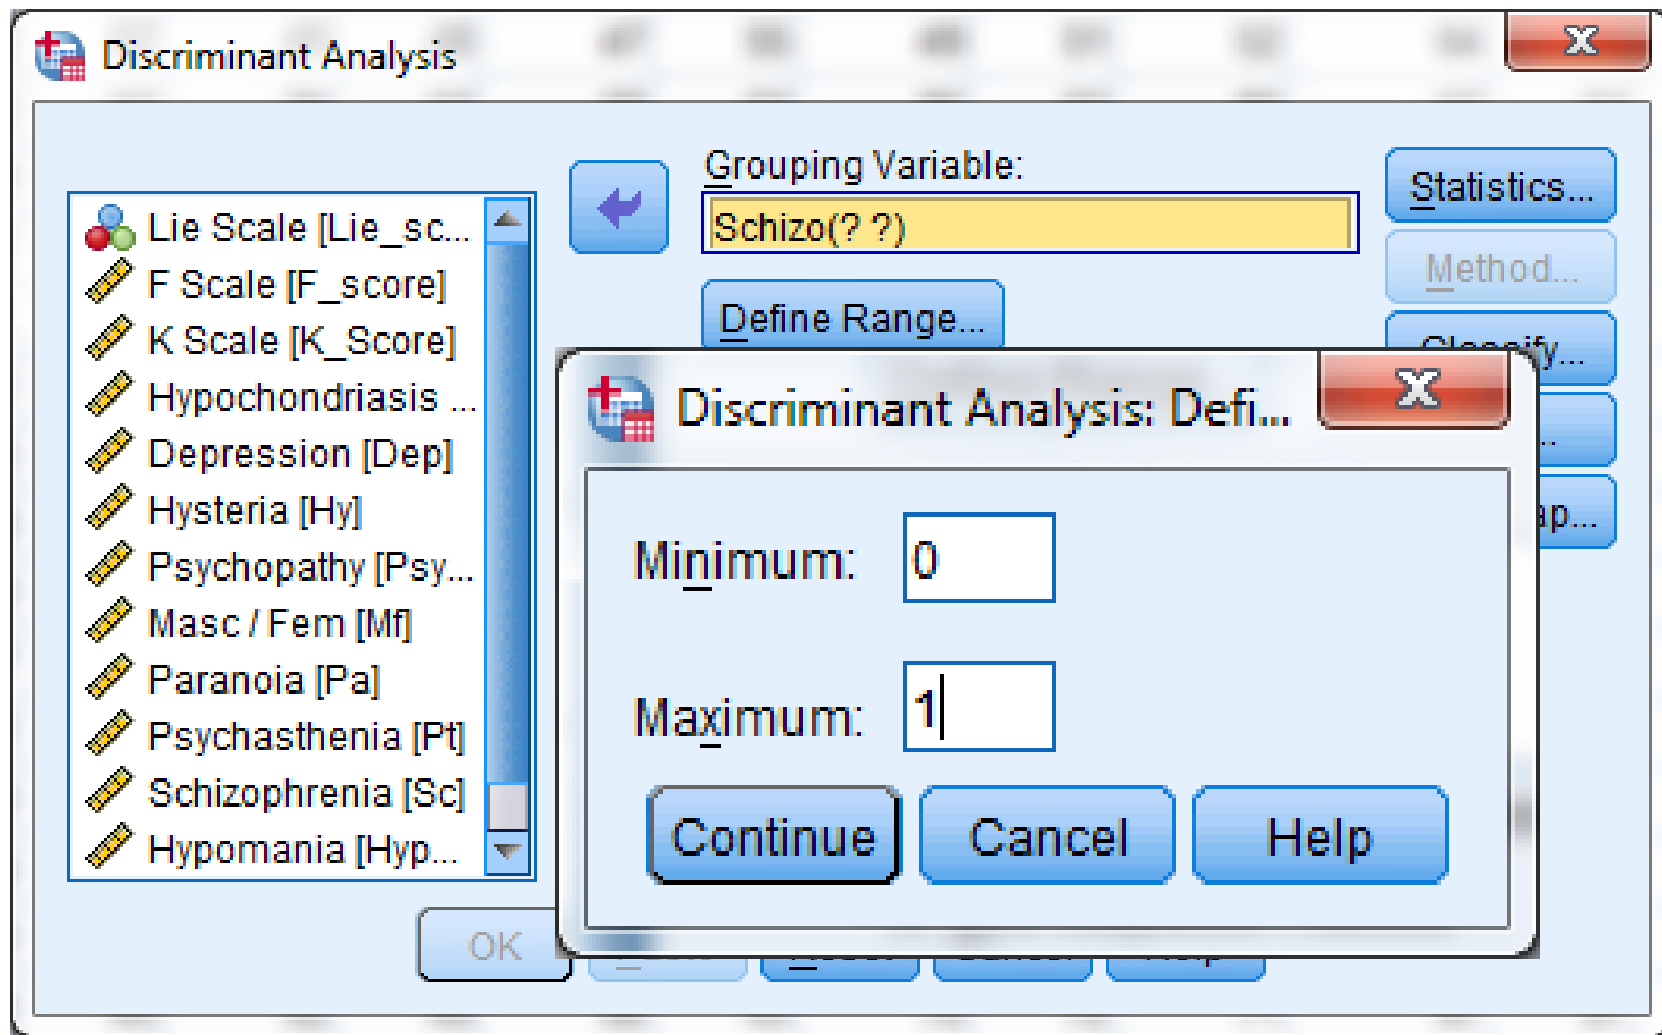 Discriminant Analysis
Grouping Variable:
Schizo(? ?)
Define Range...
Statistics...
Method...
Classify...
Lie Scale [Lie_sc...
F Scale [F_score]
K Scale [K_Score]
Hypochondriasis ...
Depression [Dep]
Hysteria [Hy]
Psychopathy [Psy...
Masc / Fem [Mf]
Paranoia [Pa]
Psychasthenia [Pt]
Schizophrenia [Sc]
Hypomania [Hyp...
Discriminant Analysis: Defi...
Minimum: 0
Maximum: 1
Continue Cancel Help
OK